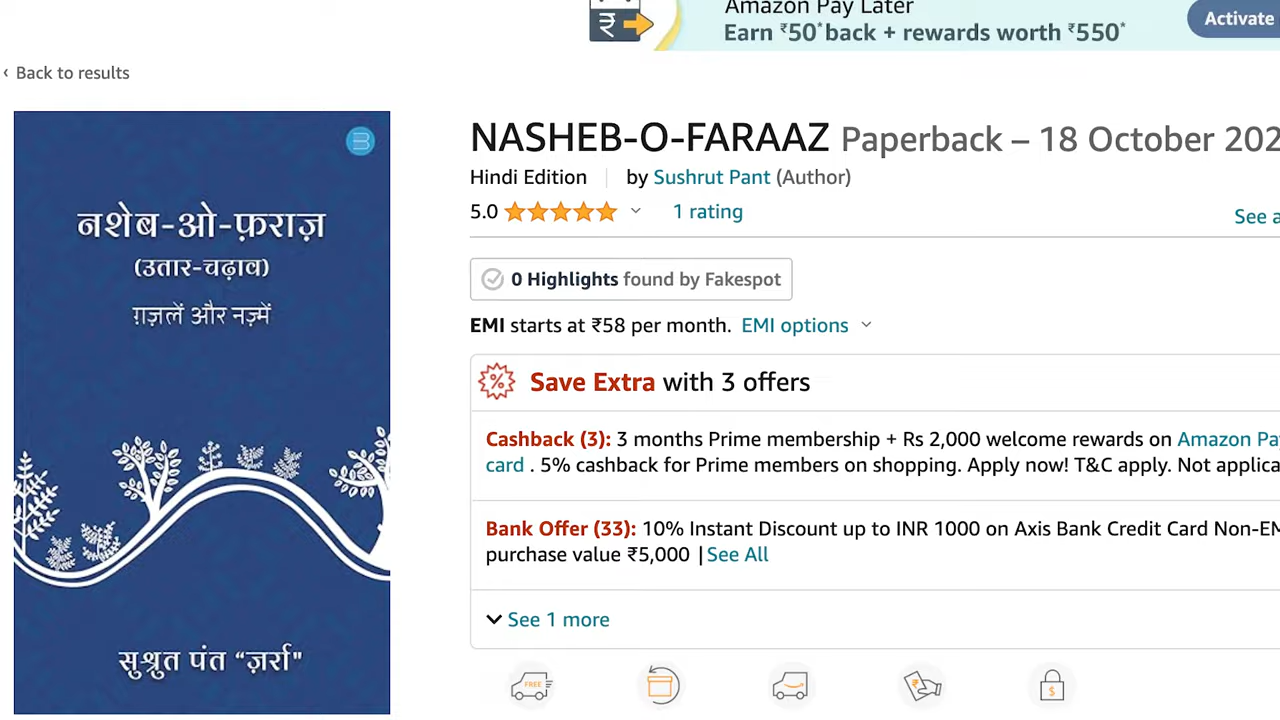 Amazon Pay Later
Earn ₹50* back + rewards worth ₹550*
Activate
‹ Back to results
नशेब-ओ-फ़राज़
(उतार-चढ़ाव)
ग़ज़लें और नज़्में
सुश्रुत पंत “ज़र्रा"
NASHEB-O-FARAAZ Paperback – 18 October 202
Hindi Edition | by Sushrut Pant (Author)
5.0 1 rating
See a
0 Highlights found by Fakespot
EMI starts at ₹58 per month. EMI options
Save Extra with 3 offers
Cashback (3): 3 months Prime membership + Rs 2,000 welcome rewards on Amazon Pay
card . 5% cashback for Prime members on shopping. Apply now! T&C apply. Not applica
Bank Offer (33): 10% Instant Discount up to INR 1000 on Axis Bank Credit Card Non-EM
purchase value ₹5,000 | See All
See 1 more
FREE